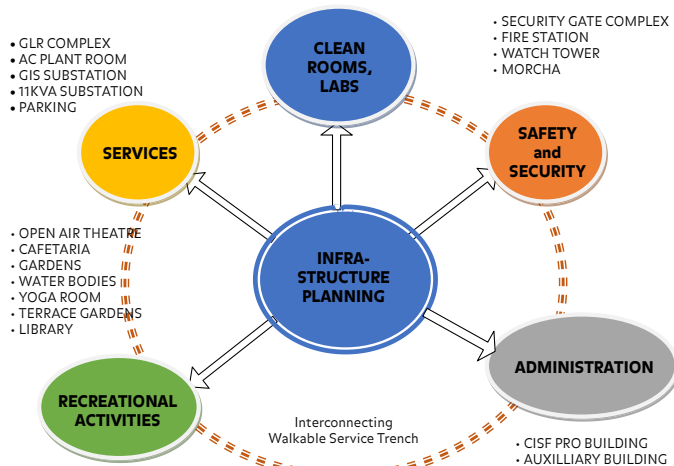 • GLR COMPLEX
• AC PLANT ROOM
• GIS SUBSTATION
• 11KVA SUBSTATION
• PARKING
CLEAN
ROOMS,
LABS
• SECURITY GATE COMPLEX
• FIRE STATION
• WATCH TOWER
• MORCHA
SERVICES
SAFETY
and
SECURITY
• OPEN AIR THEATRE
• CAFETARIA
• GARDENS
• WATER BODIES
• YOGA ROOM
• TERRACE GARDENS
• LIBRARY
INFRA-
STRUCTURE
PLANNING
ADMINISTRATION
RECREATIONAL
ACTIVITIES
Interconnecting
Walkable Service Trench
• CISF PRO BUILDING
• AUXILLIARY BUILDING